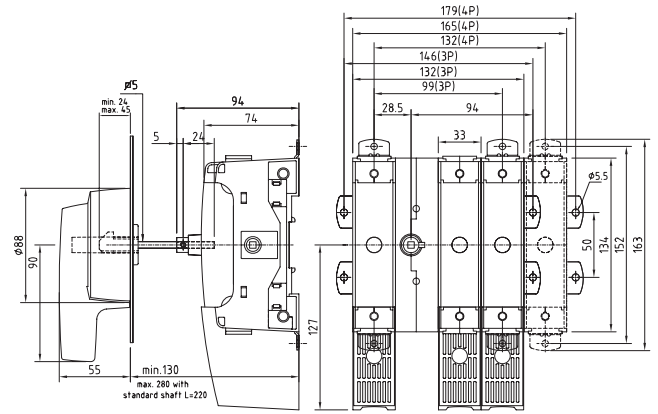 179(4P)
165(4P)
132(4P)
146(3P)
132(3P)
99(3P)
28.5
94
33
Ø5
min. 24
max. 45
94
74
5
24
Ø88
90
55
min.130
max. 280 with
standard shaft L=220
127
Ø5.5
50
134
152
163